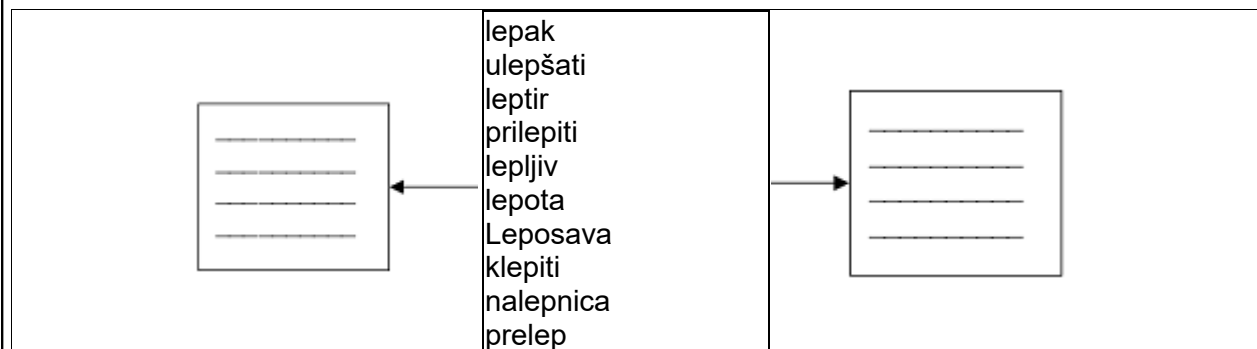 lepak
ulepšati
leptir
prilepiti
lepljiv
lepota
Leposava
klepiti
nalepnica
prelep